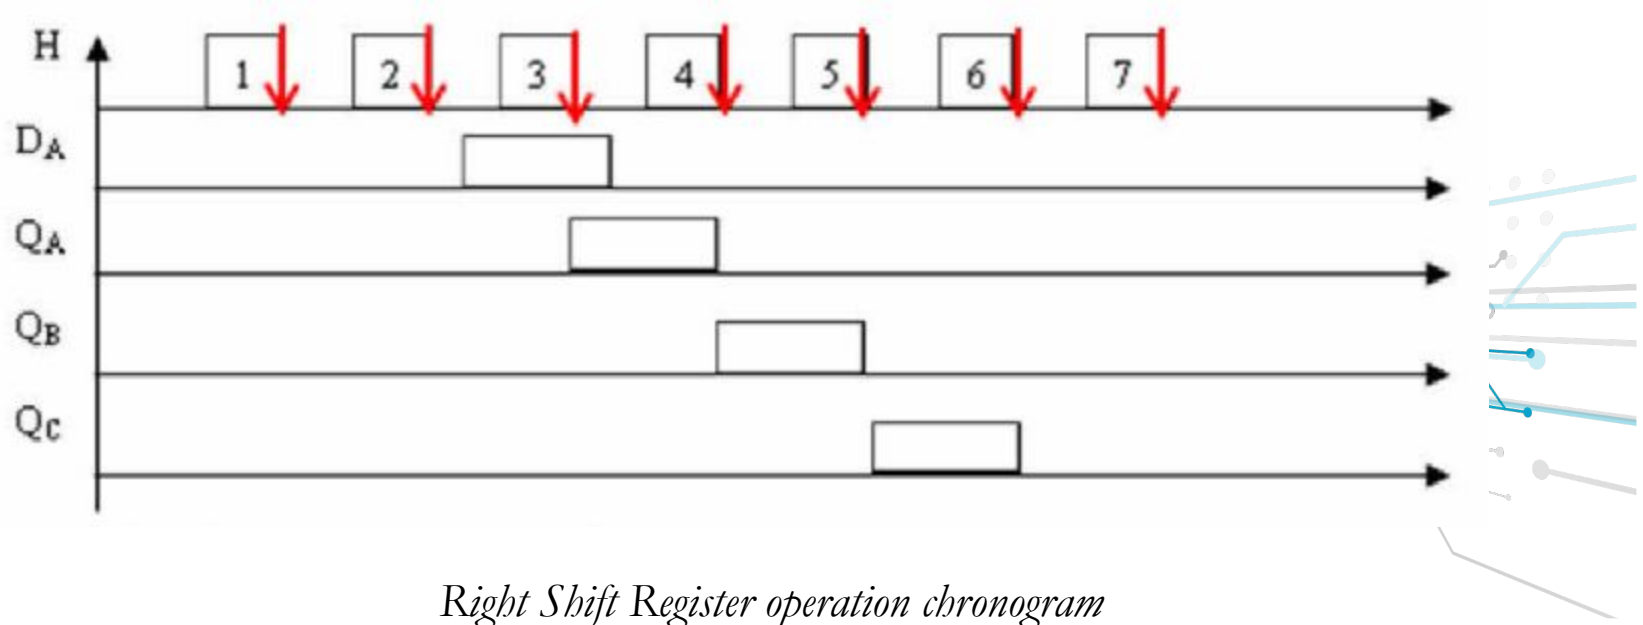 H 1 2 3 4 5 6 7
DA
QA
QB
QC
Right Shift Register operation chronogram